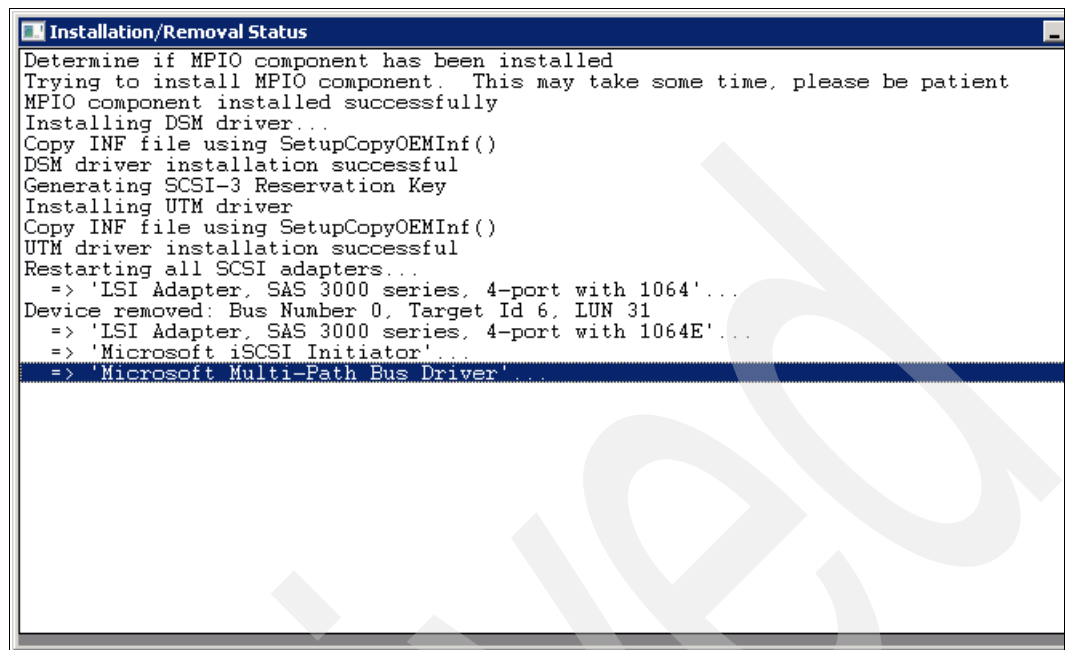 Installation/Removal Status
Determine if MPIO component has been installed
Trying to install MPIO component.  This may take some time, please be patient
MPIO component installed successfully
Installing DSM driver...
Copy INF file using SetupCopyOEMInf()
DSM driver installation successful
Generating SCSI-3 Reservation Key
Installing UTM driver
Copy INF file using SetupCopyOEMInf()
UTM driver installation successful
Restarting all SCSI adapters...
=> 'LSI Adapter, SAS 3000 series, 4-port with 1064'...
Device removed: Bus Number 0, Target Id 6, LUN 31
=> 'LSI Adapter, SAS 3000 series, 4-port with 1064E'...
=> 'Microsoft iSCSI Initiator'...
=> 'Microsoft Multi-Path Bus Driver'...